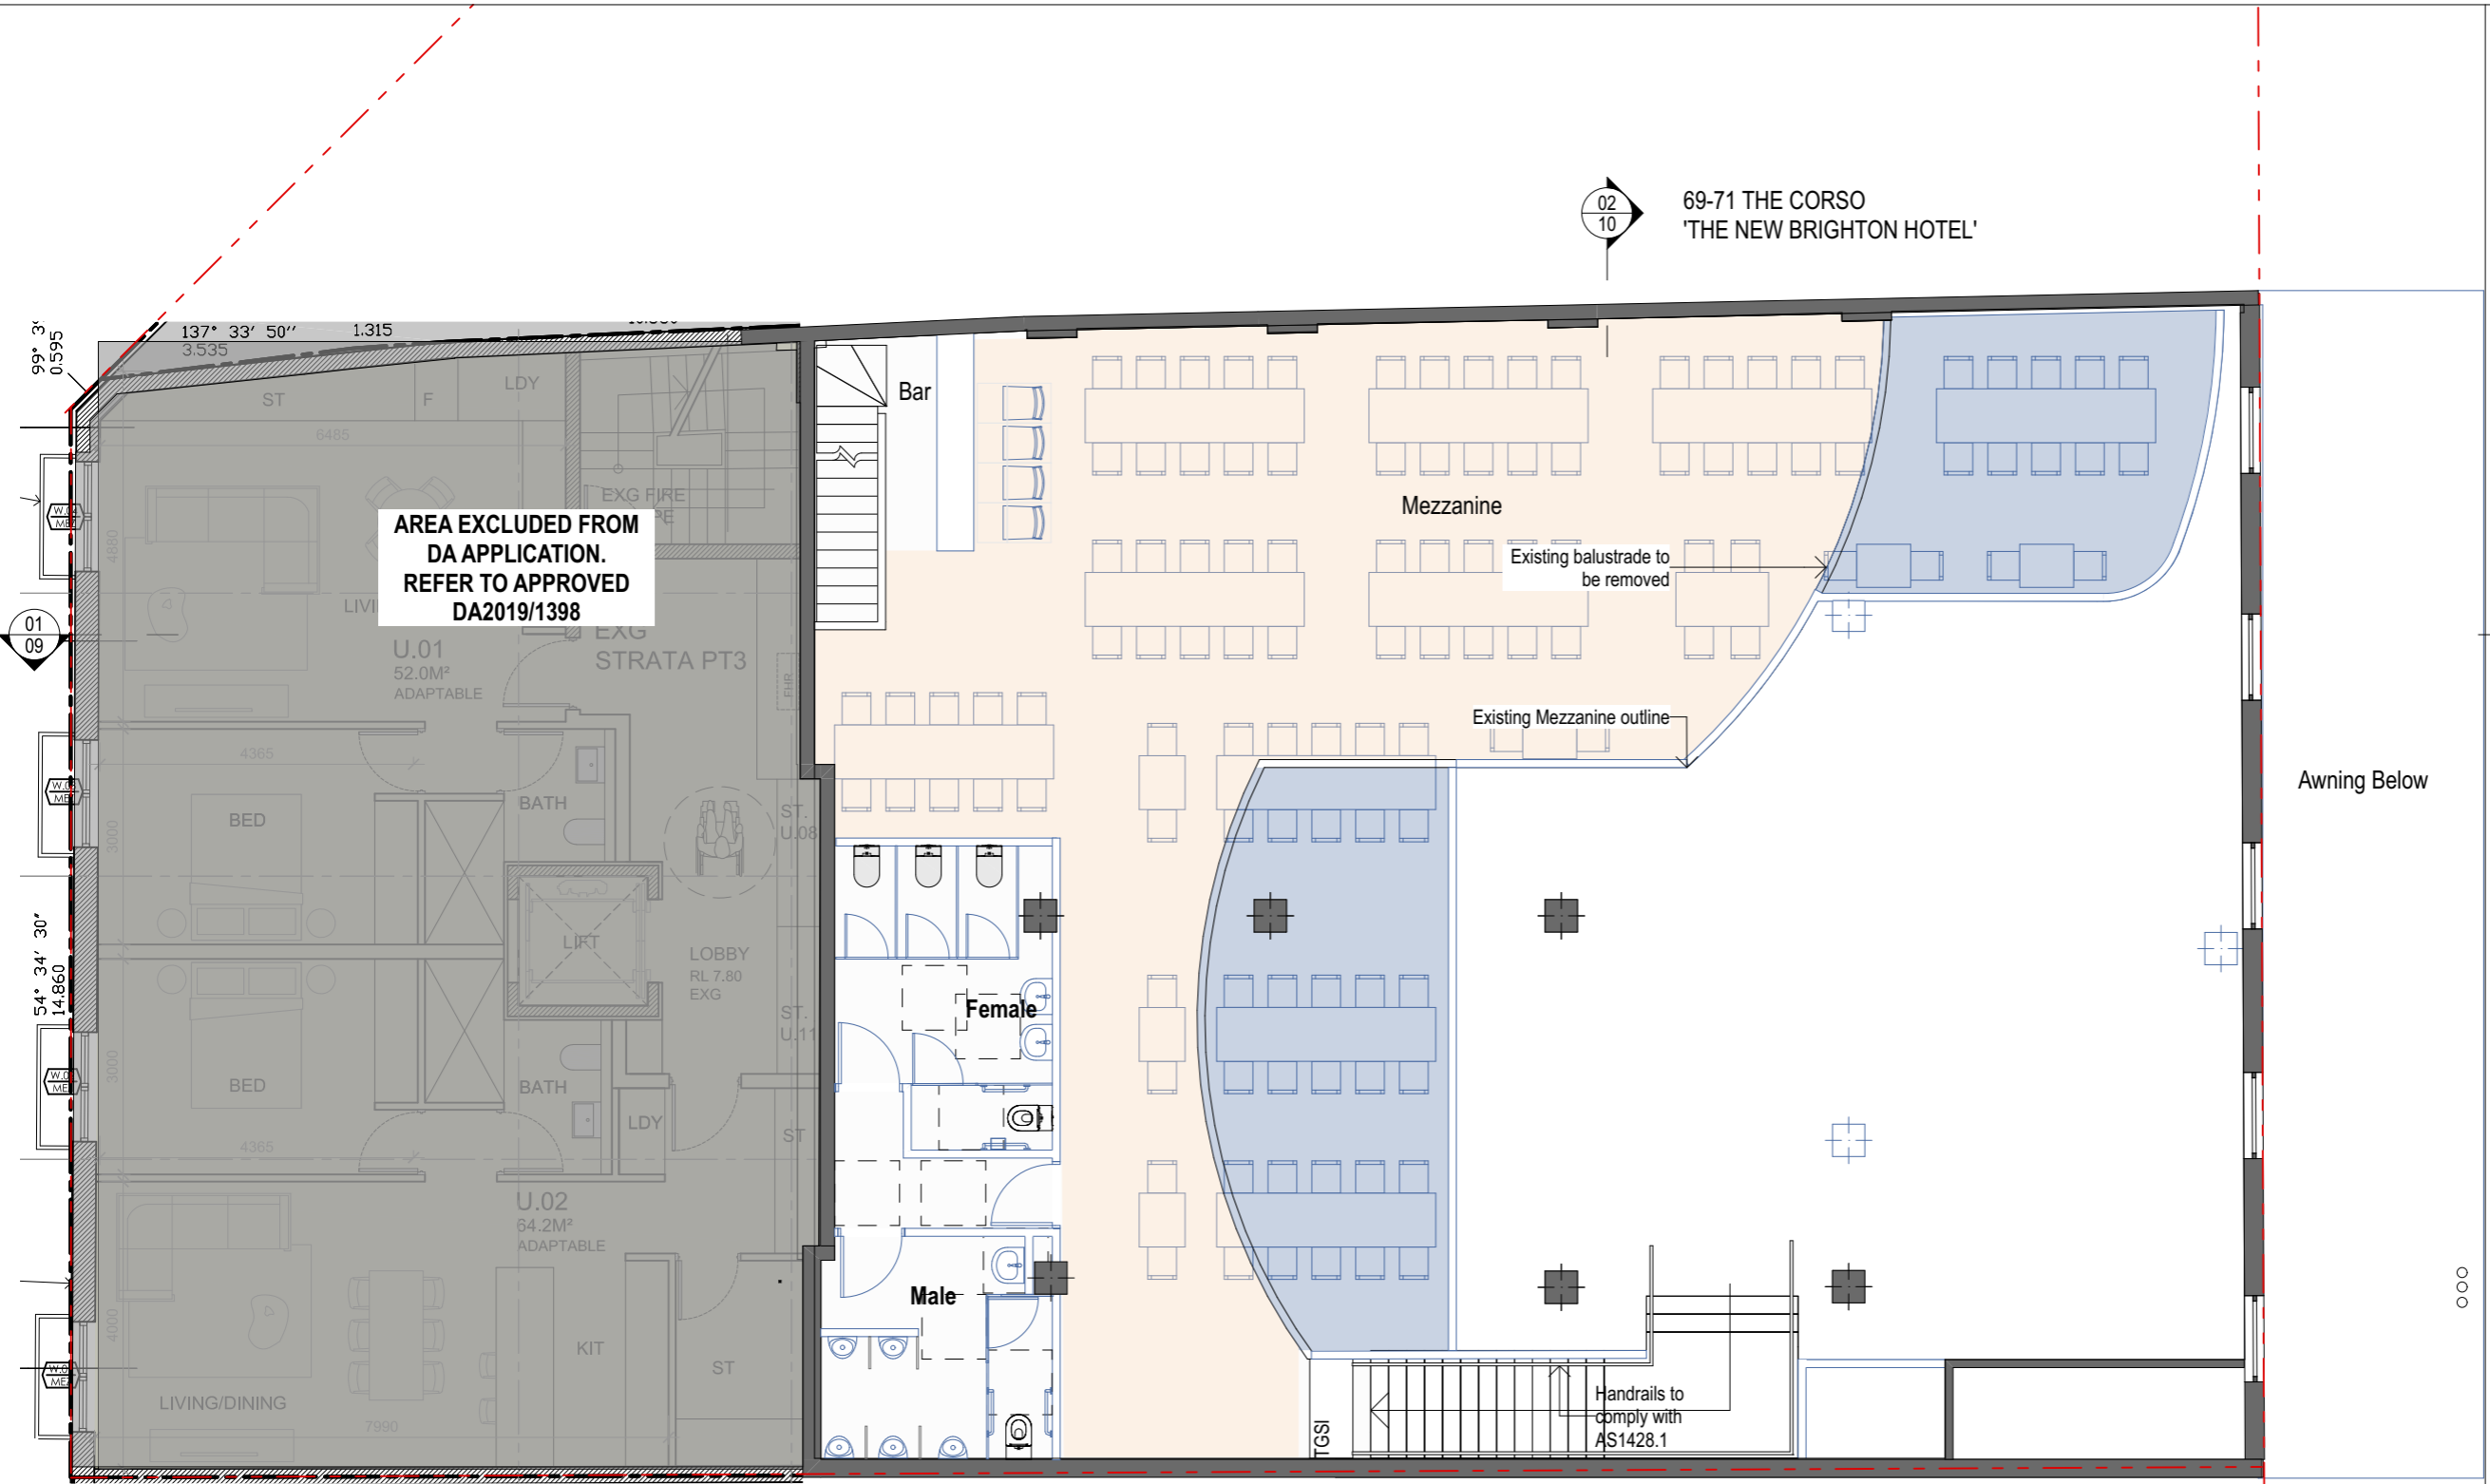 02
10
69-71 THE CORSO
'THE NEW BRIGHTON HOTEL'
0.595
137° 33′ 50″
1.315
3.535
ST
F
LDY
6485
Bar
EXG FIRE
4880
Mezzanine
AREA EXCLUDED FROM
DA APPLICATION.
REFER TO APPROVED
DA2019/1398
Existing balustrade to
be removed
01
09
EXG
STRATA PT3
U.01
52.0M²
ADAPTABLE
FHR
Existing Mezzanine outline
4365
Awning Below
BED
BATH
3000
ST.
U.08
54° 34′ 30″
14.860
LIFT
LOBBY
RL 7.80
EXG
ST.
U.11
Female
3000
BED
BATH
LDY
ST
4365
U.02
64.2M²
ADAPTABLE
Male
4000
KIT
ST
LIVING/DINING
7990
TGSI
Handrails to
comply with
AS1428.1